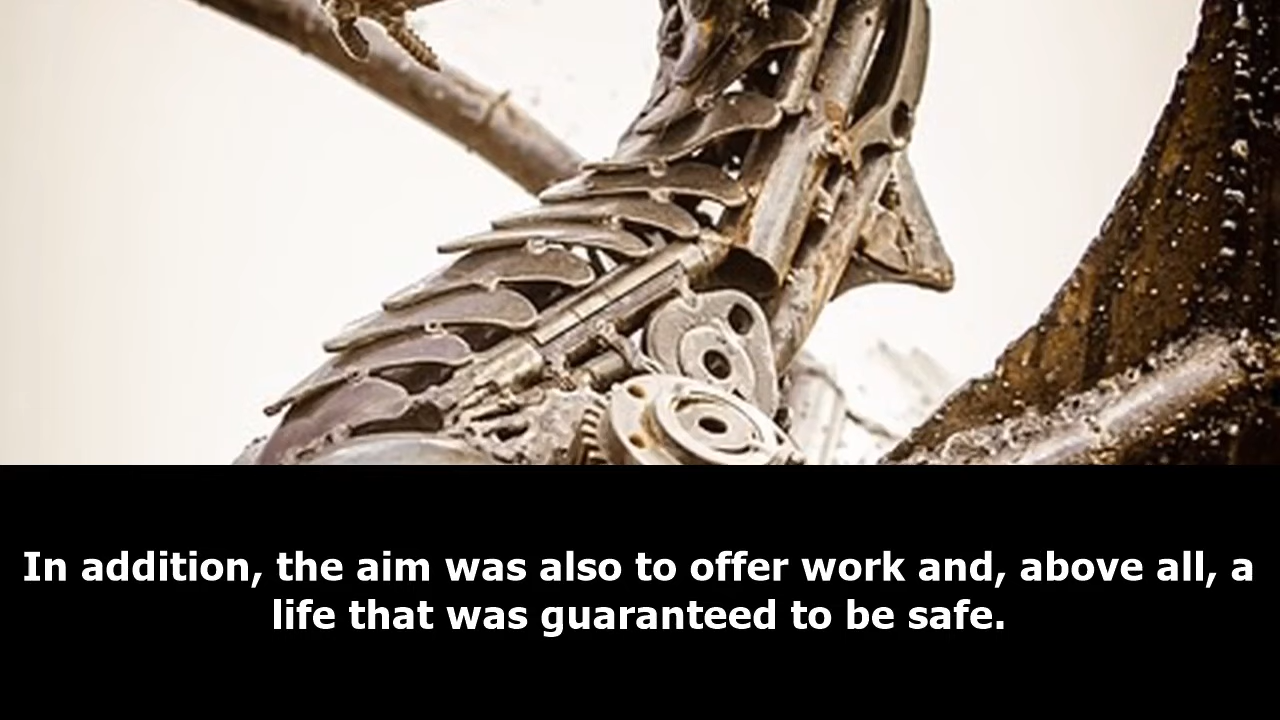 In addition, the aim was also to offer work and, above all, a
life that was guaranteed to be safe.